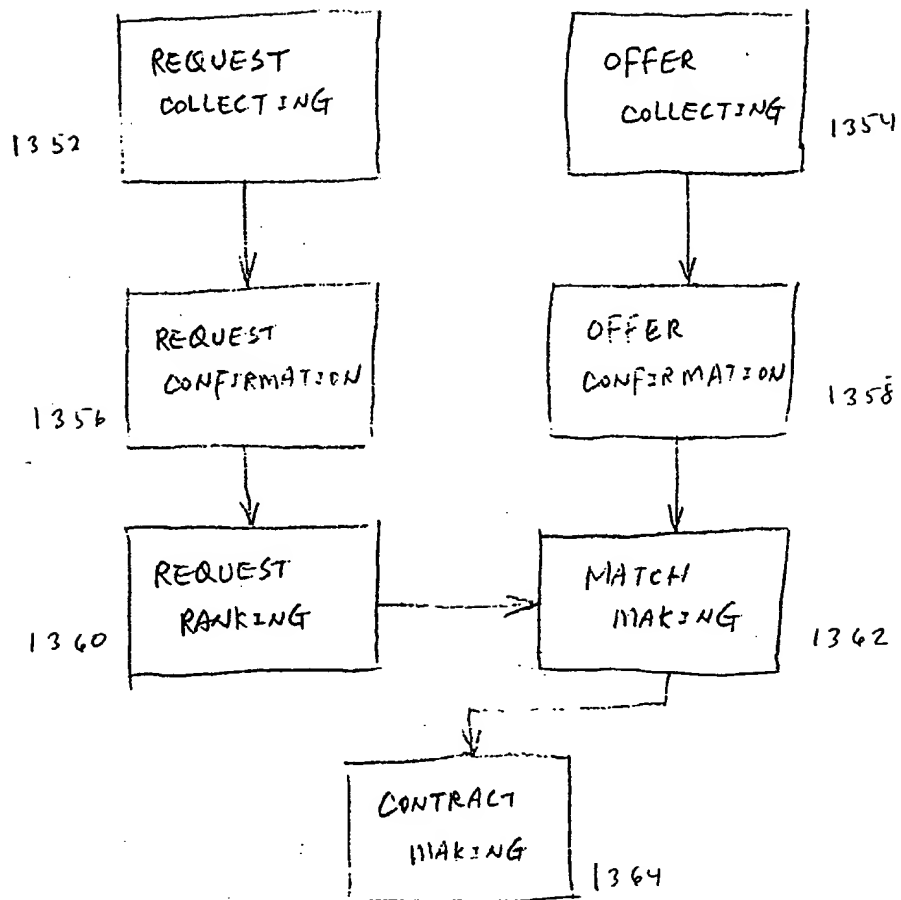 REQUEST
COLLECTING
1352
OFFER
COLLECTING
1354
REQUEST
CONFIRMATION
1356
OFFER
CONFIRMATION
1358
REQUEST
RANKING
1360
MATCH
MAKING
1362
CONTRACT
MAKING
1364